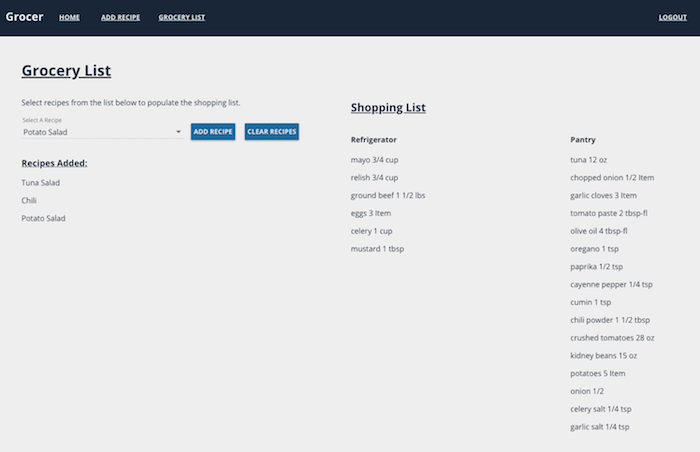 Grocer HOME ADD RECIPE GROCERY LIST LOGOUT
Grocery List
Select recipes from the list below to populate the shopping list.
Select A Recipe
Potato Salad
ADD RECIPE CLEAR RECIPES
Recipes Added:
Tuna Salad
Chili
Potato Salad
Shopping List
Refrigerator
mayo 3/4 cup
relish 3/4 cup
ground beef 1 1/2 lbs
eggs 3 Item
celery 1 cup
mustard 1 tbsp
Pantry
tuna 12 oz
chopped onion 1/2 Item
garlic cloves 3 Item
tomato paste 2 tbsp-fl
olive oil 4 tbsp-fl
oregano 1 tsp
paprika 1/2 tsp
cayenne pepper 1/4 tsp
cumin 1 tsp
chili powder 1 1/2 tbsp
crushed tomatoes 28 oz
kidney beans 15 oz
potatoes 5 Item
onion 1/2
celery salt 1/4 tsp
garlic salt 1/4 tsp